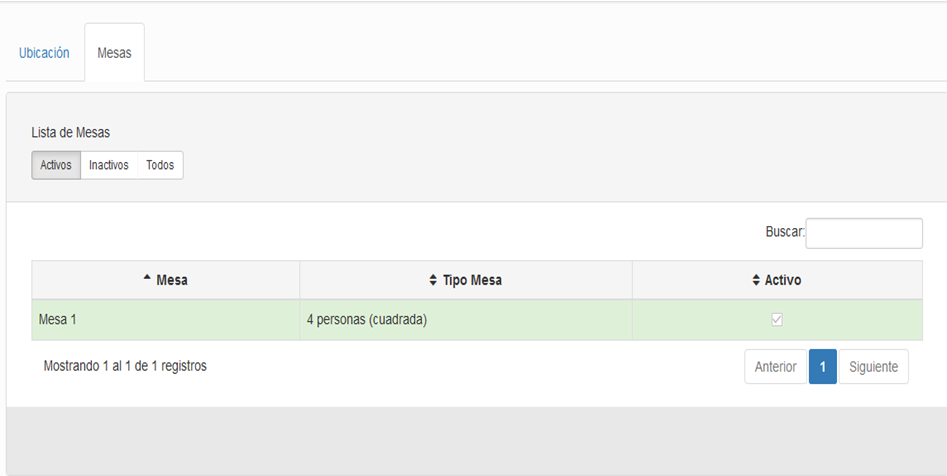 Ubicación Mesas
Lista de Mesas
Activos Inactivos Todos
Buscar:
Mesa Tipo Mesa Activo
Mesa 1 4 personas (cuadrada)
Mostrando 1 al 1 de 1 registros Anterior 1 Siguiente